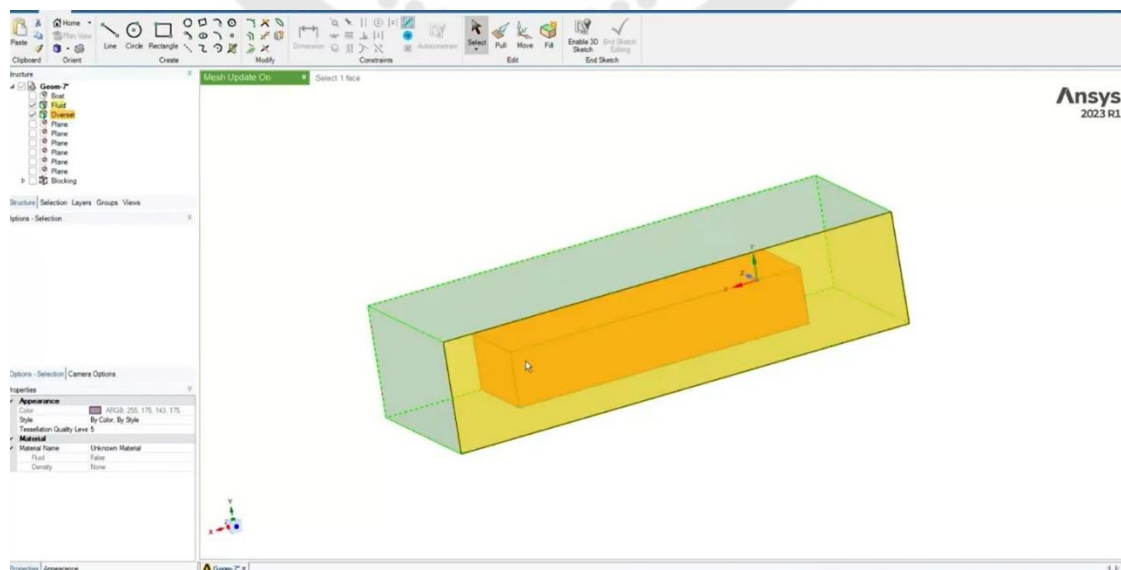 Home
Plan View
Paste
Line Circle Rectangle
Dimension
Autoconstrain
Select Pull Move Fill
Enable 3D Sketch
End Sketch Editing
Clipboard Orient Create Modify Constraints Edit End Sketch
Structure
Mesh Update On
Select 1 face
Geom-7*
Boat
Fluid
Overset
Plane
Plane
Plane
Plane
Plane
Plane
Blocking
Structure Selection Layers Groups Views
Options - Selection
Ansys
2023 R1
Y
Z
Options - Selection Camera Options
Properties
Appearance
Color ARGB: 255, 175, 143, 175
Style By Color, By Style
Tessellation Quality Leve 5
Material
Material Name Unknown Material
Fluid False
Density None
Y
X
Properties Appearance
Geom-7*